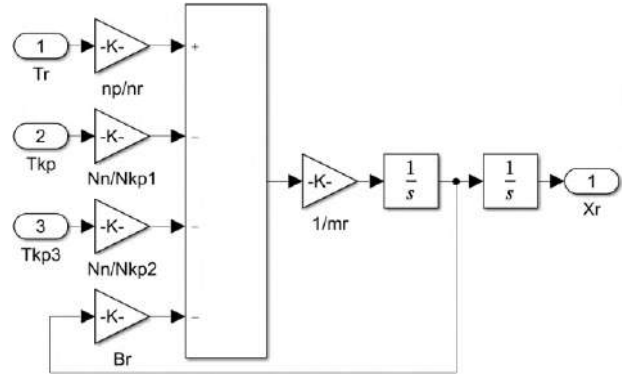 1
-K-
+
Tr
np/nr
2
-K-
−
Tkp
Nn/Nkp1
-K-
1/mr
1
s
1
s
1
Xr
3
-K-
−
Tkp3
Nn/Nkp2
-K-
−
Br